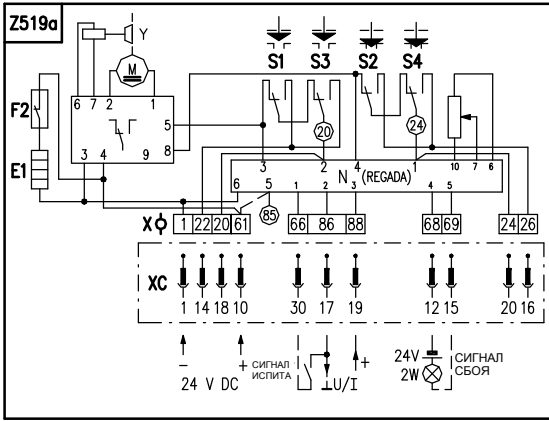 Z519a
Y
S1 S3 S2 S4
M
F2
6 7 2 1
5
20
24
8
3 4 9
3 2 4 1 10 7 6
E1
N (REGADA)
6 5 1 2 3 4 5
85
X
1 22 20 61 66 86 88 68 69 24 26
XC
1 14 18 10 30 17 19 12 15 20 16
- + СИГНАЛ ИСПИТА + 24V СИГНАЛ СБОЯ
24 V DC U/I 2W